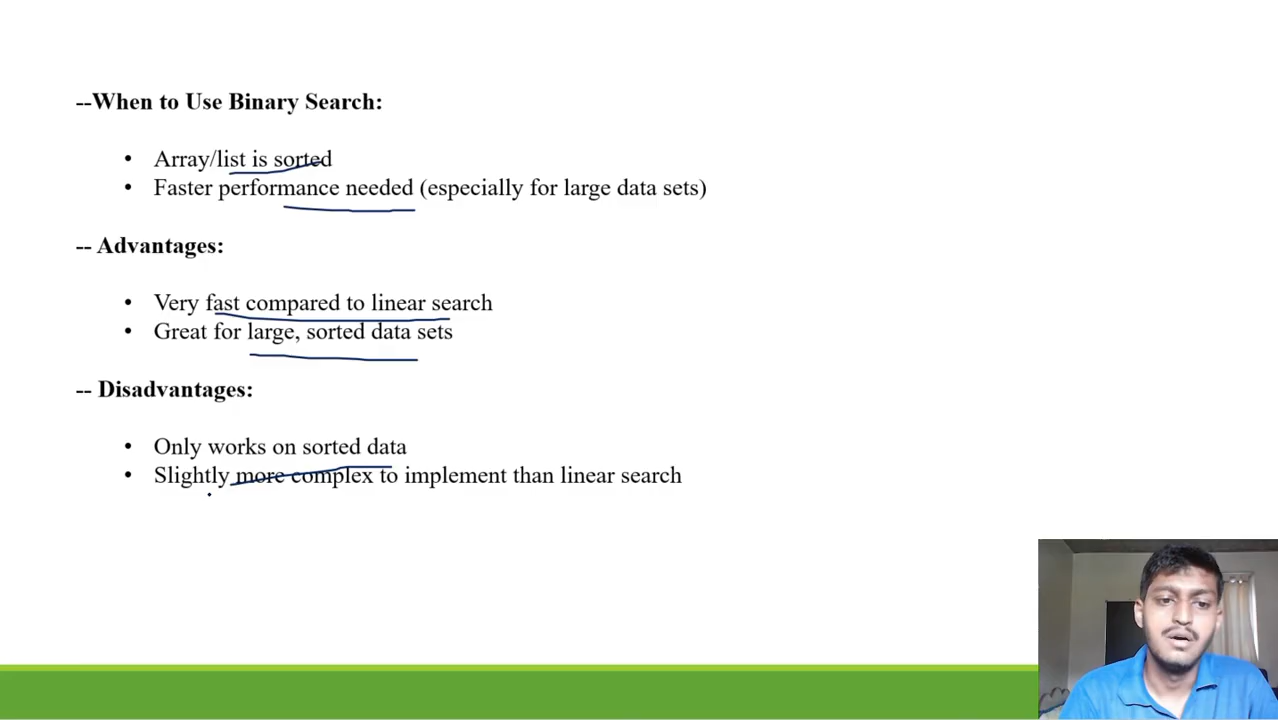 --When to Use Binary Search:
• Array/list is sorted
• Faster performance needed (especially for large data sets)
-- Advantages:
• Very fast compared to linear search
• Great for large, sorted data sets
-- Disadvantages:
• Only works on sorted data
• Slightly more complex to implement than linear search